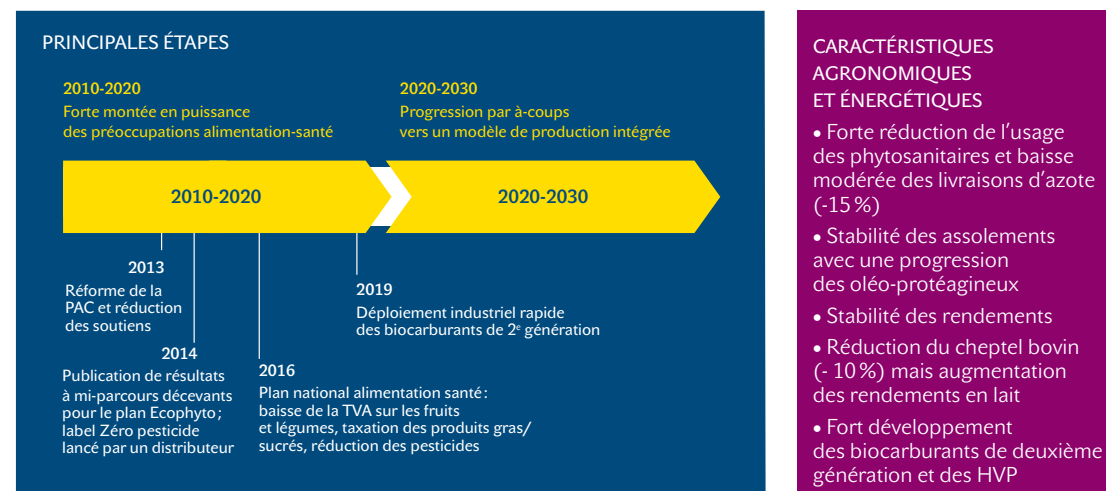 PRINCIPALES ÉTAPES
2010-2020
Forte montée en puissance
des préoccupations alimentation-santé
2020-2030
Progression par à-coups
vers un modèle de production intégrée
2010-2020
2020-2030
2013
Réforme de la
PAC et réduction
des soutiens
2014
Publication de résultats
à mi-parcours décevants
pour le plan Ecophyto ;
label Zéro pesticide
lancé par un distributeur
2016
Plan national alimentation santé :
baisse de la TVA sur les fruits
et légumes, taxation des produits gras/
sucrés, réduction des pesticides
2019
Déploiement industriel rapide
des biocarburants de 2e génération
CARACTÉRISTIQUES
AGRONOMIQUES
ET ÉNERGÉTIQUES
• Forte réduction de l'usage
des phytosanitaires et baisse
modérée des livraisons d'azote
(-15 %)
• Stabilité des assolements
avec une progression
des oléo-protéagineux
• Stabilité des rendements
• Réduction du cheptel bovin
(- 10 %) mais augmentation
des rendements en lait
• Fort développement
des biocarburants de deuxième
génération et des HVP